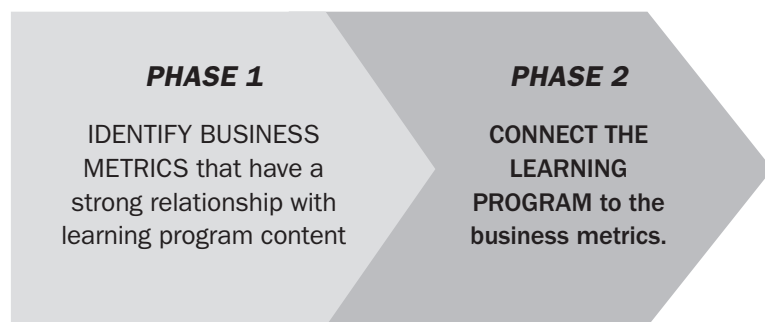 PHASE 1
IDENTIFY BUSINESS
METRICS that have a
strong relationship with
learning program content
PHASE 2
CONNECT THE
LEARNING
PROGRAM to the
business metrics.